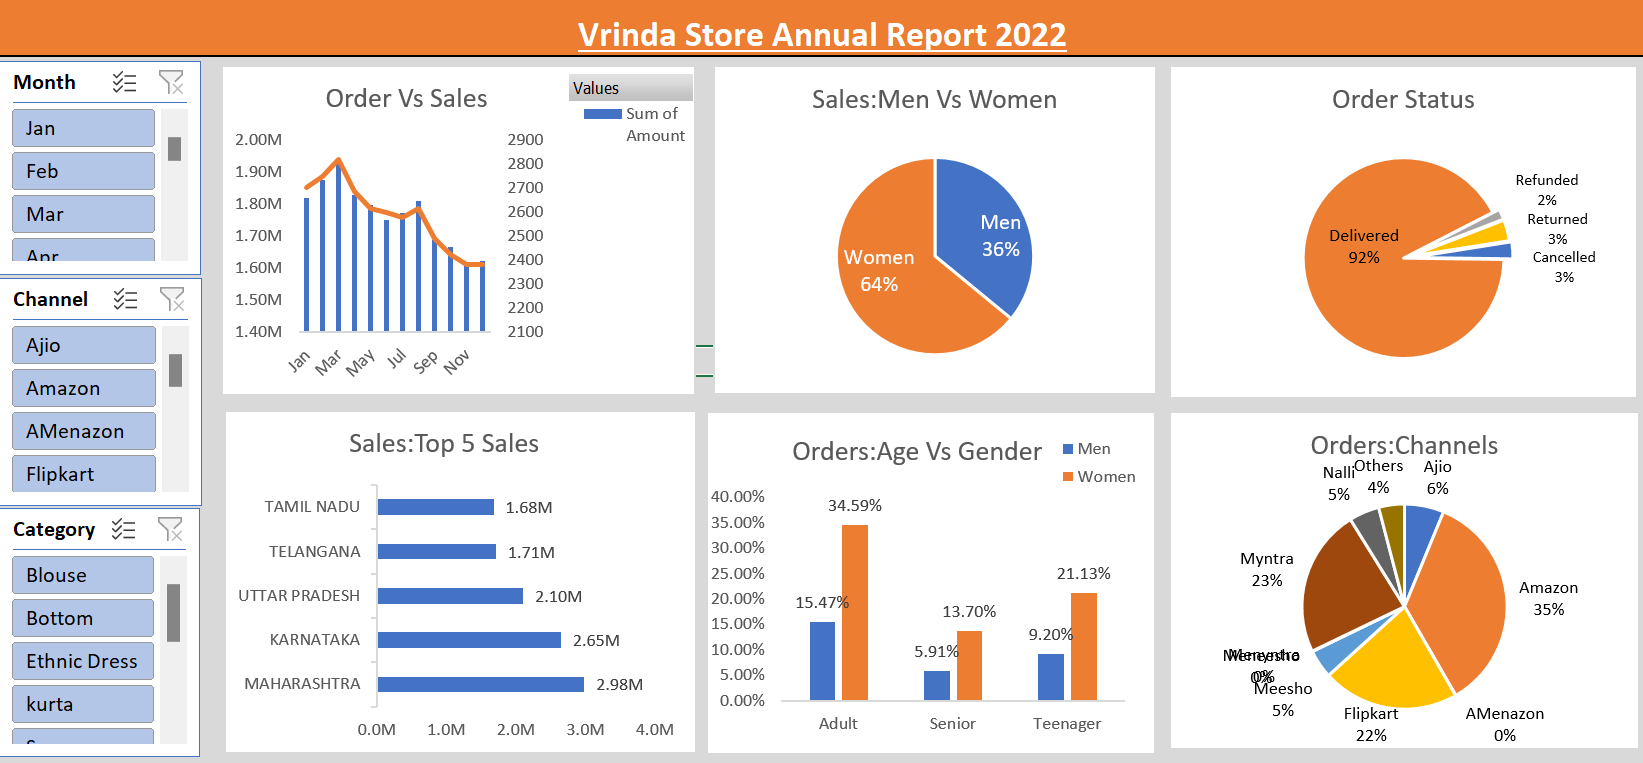 Vrinda Store Annual Report 2022
Month
Jan
Feb
Mar
Apr
Channel
Ajio
Amazon
AMenazon
Flipkart
Category
Blouse
Bottom
Ethnic Dress
kurta
Order Vs Sales
Values
Sum of
Amount
2.00M
1.90M
1.80M
1.70M
1.60M
1.50M
1.40M
2900
2800
2700
2600
2500
2400
2300
2200
2100
Jan
Mar
May
Jul
Sep
Nov
Sales:Men Vs Women
Men
36%
Women
64%
Order Status
Refunded
2%
Returned
3%
Cancelled
3%
Delivered
92%
Sales:Top 5 Sales
TAMIL NADU 1.68M
TELANGANA 1.71M
UTTAR PRADESH 2.10M
KARNATAKA 2.65M
MAHARASHTRA 2.98M
0.0M 1.0M 2.0M 3.0M 4.0M
Orders:Age Vs Gender
Men
Women
40.00%
35.00%
30.00%
25.00%
20.00%
15.00%
10.00%
5.00%
0.00%
15.47%
34.59%
5.91%
13.70%
9.20%
21.13%
Adult Senior Teenager
Orders:Channels
Nalli
5%
Others
4%
Ajio
6%
Myntra
23%
Amazon
35%
0%
Meesho
5%
Flipkart
22%
AMenazon
0%